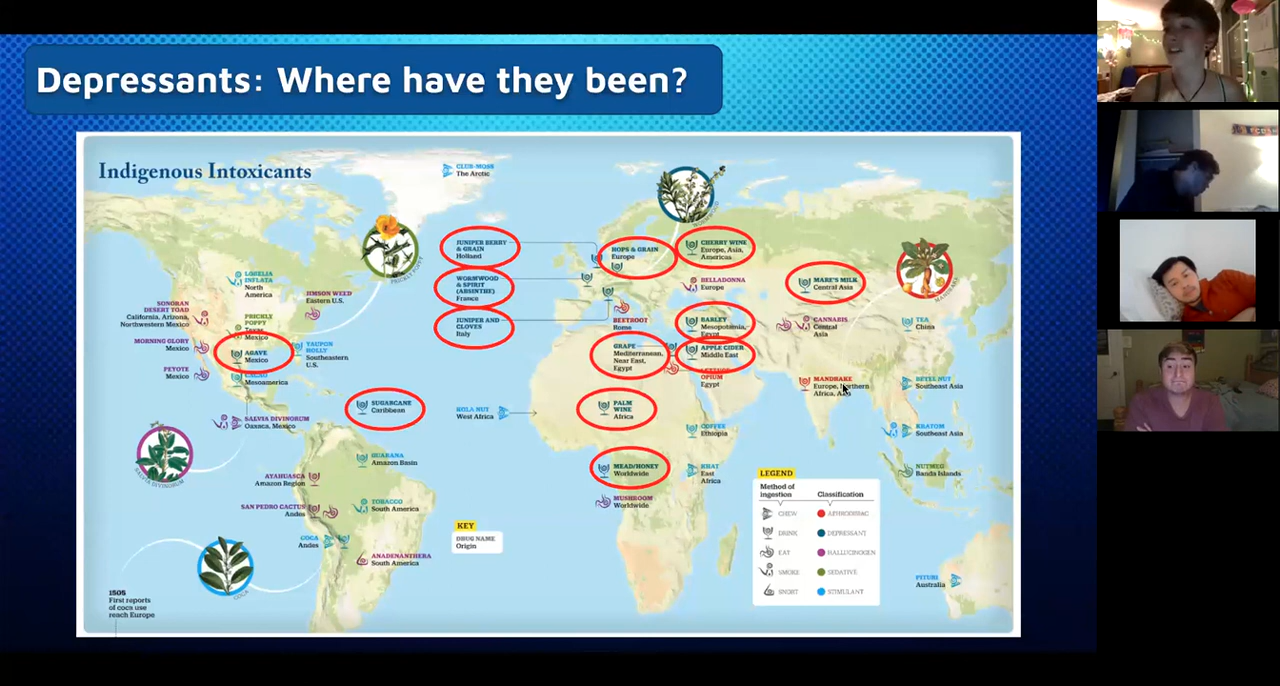 Depressants: Where have they been?
Indigenous Intoxicants
CLUB-MOSS
The Arctic
JUNIPER BERRY
& GRAIN
Holland
HOPS & GRAIN
Europe
CHERRY WINE
Europe, Asia,
Americas
WORMWOOD
& SPIRIT
(ABSINTHE)
France
PRICKLY POPPY
WORMWOOD
MANDRAKE
LOBELIA
INFLATA
North
America
JIMSON WEED
Eastern U.S.
SONORAN
DESERT TOAD
California, Arizona,
Northwestern Mexico
BELLADONNA
Europe
MARE'S MILK
Central Asia
PRICKLY
POPPY
Texas,
Mexico
JUNIPER AND
CLOVES
Italy
BEETROOT
Rome
BARLEY
Mesopotamia,
Egypt
CANNABIS
Central
Asia
TEA
China
MORNING GLORY
Mexico
AGAVE
Mexico
YAUPON
HOLLY
Southeastern
U.S.
GRAPE
Mediterranean,
Near East,
Egypt
APPLE CIDER
Middle East
PEYOTE
Mexico
CACAO
Mesoamerica
OPIUM
Egypt
MANDRAKE
Europe, Northern
Africa, Asia
BETEL NUT
Southeast Asia
SUGARCANE
Caribbean
KOLA NUT
West Africa
PALM
WINE
Africa
SALVIA DIVINORUM
Oaxaca, Mexico
COFFEE
Ethiopia
KRATOM
Southeast Asia
SALVIA DIVINORUM
GUARANA
Amazon Basin
MEAD/HONEY
Worldwide
KHAT
East
Africa
NUTMEG
Banda Islands
AYAHUASCA
Amazon Region
MUSHROOM
Worldwide
SAN PEDRO CACTUS
Andes
TOBACCO
South America
COCA
Andes
ANADENANTHERA
South America
KEY
DRUG NAME
Origin
COCA
LEGEND
Method of
ingestion
Classification
CHEW
APHRODISIAC
DRINK
DEPRESSANT
EAT
HALLUCINOGEN
SMOKE
SEDATIVE
SNORT
STIMULANT
PITURI
Australia
1505
First reports
of coca use
reach Europe